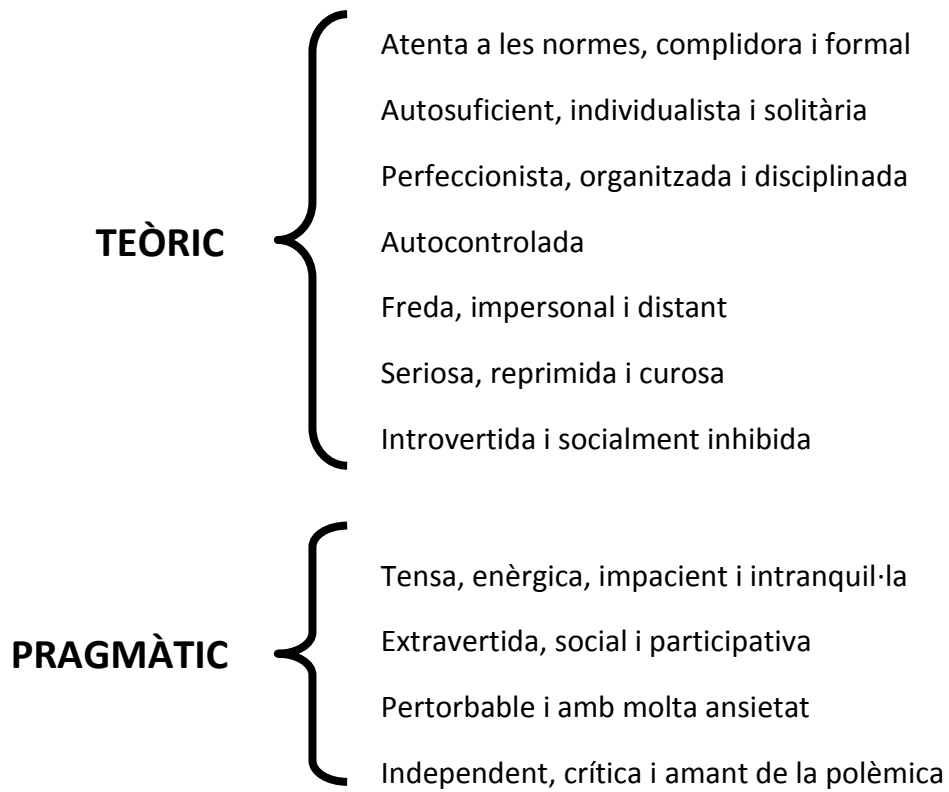 Atenta a les normes, complidora i formal
Autosuficient, individualista i solitària
Perfeccionista, organitzada i disciplinada
TEÒRIC
Autocontrolada
Freda, impersonal i distant
Seriosa, reprimida i curosa
Introvertida i socialment inhibida
Tensa, enèrgica, impacient i intranquil·la
PRAGMÀTIC
Extravertida, social i participativa
Pertorbable i amb molta ansietat
Independent, crítica i amant de la polèmica